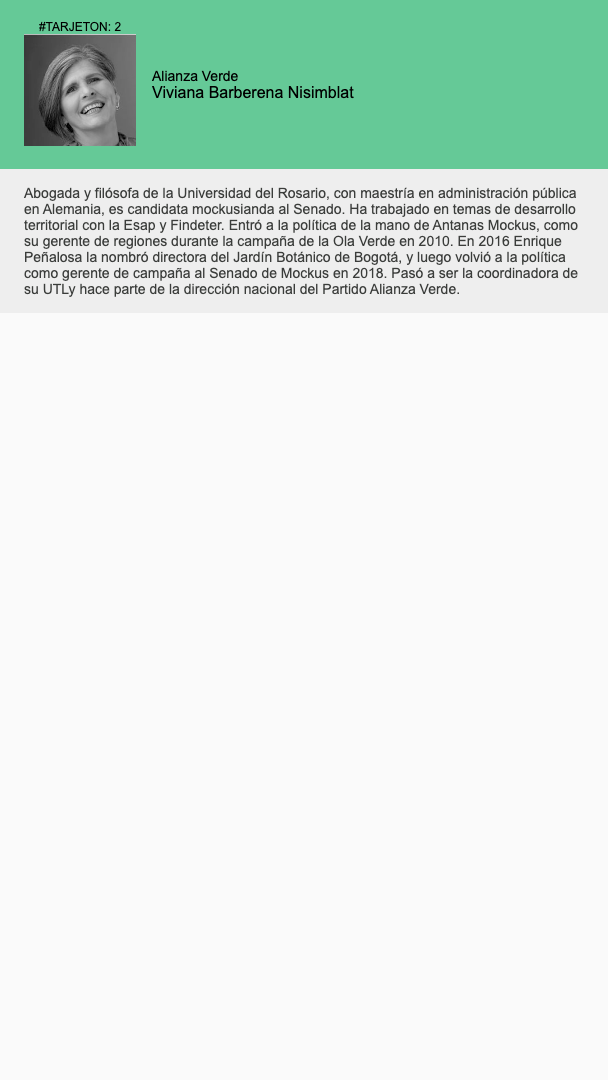 #TARJETON: 2
Alianza Verde
Viviana Barberena Nisimblat
Abogada y filósofa de la Universidad del Rosario, con maestría en administración pública
en Alemania, es candidata mockusianda al Senado. Ha trabajado en temas de desarrollo
territorial con la Esap y Findeter. Entró a la política de la mano de Antanas Mockus, como
su gerente de regiones durante la campaña de la Ola Verde en 2010. En 2016 Enrique
Peñalosa la nombró directora del Jardín Botánico de Bogotá, y luego volvió a la política
como gerente de campaña al Senado de Mockus en 2018. Pasó a ser la coordinadora de
su UTLy hace parte de la dirección nacional del Partido Alianza Verde.